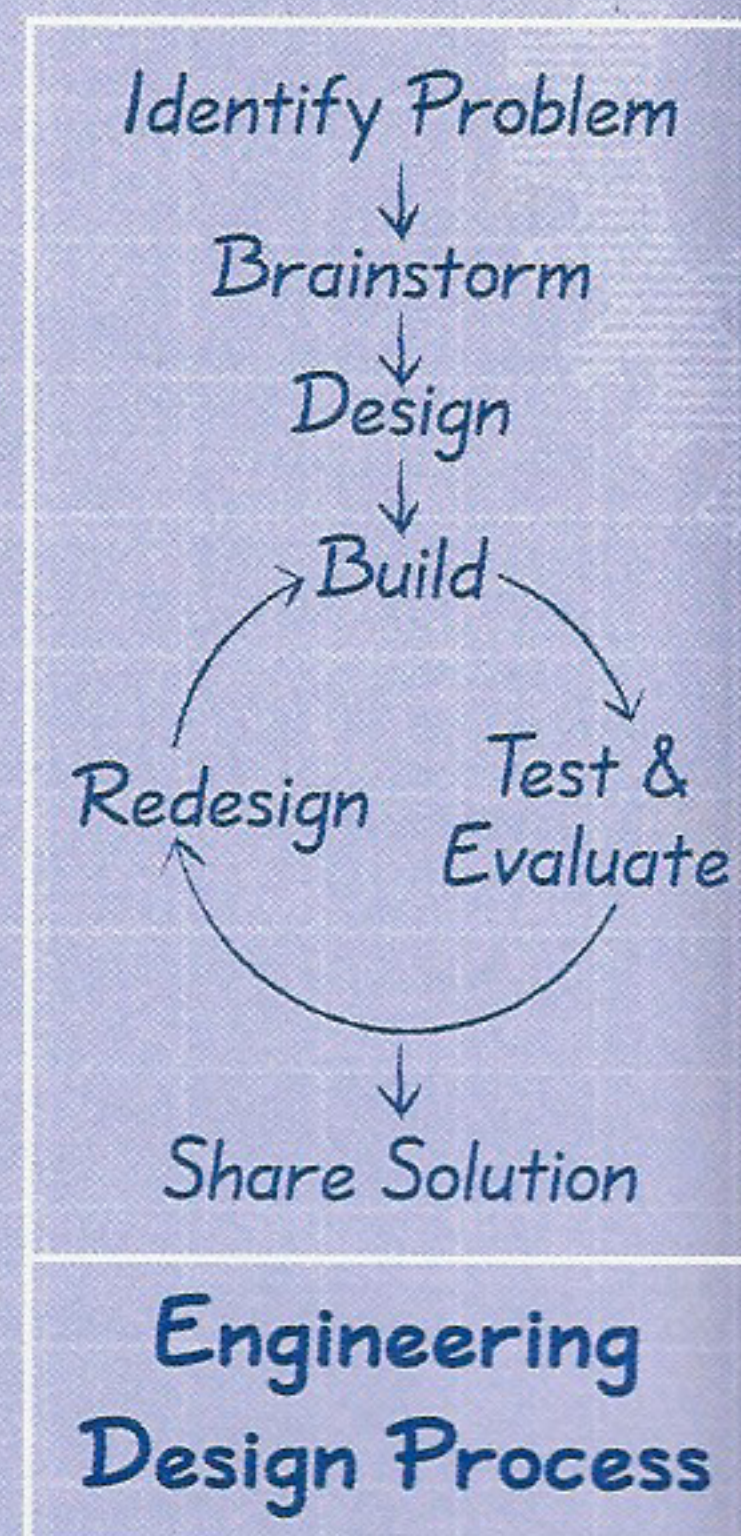 Identify Problem
Brainstorm
Design
Build
Redesign
Test &
Evaluate
Share Solution
Engineering
Design Process